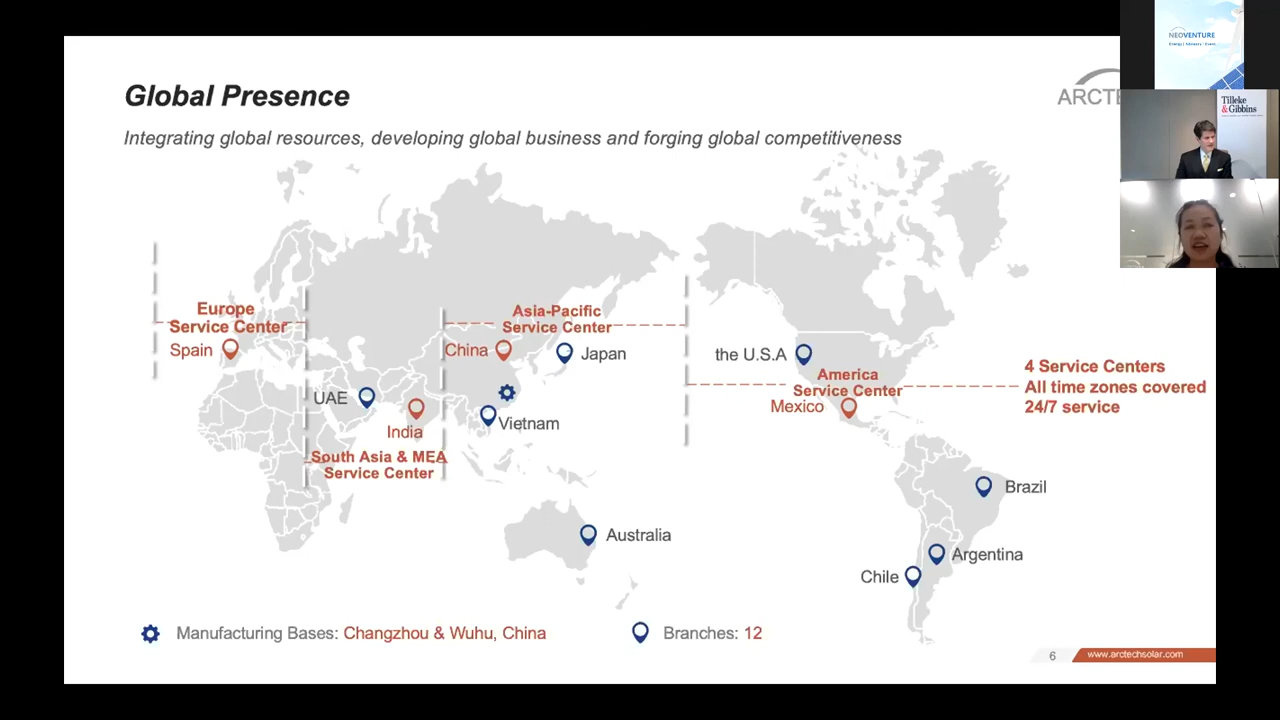 Global Presence
ARCTE
Integrating global resources, developing global business and forging global competitiveness
NEOVENTURE
Energy | Advisory | Event
Tilleke
& Gibbins
Europe
Service Center
Spain
Asia-Pacific
Service Center
China
Japan
the U.S.A
America
Service Center
Mexico
4 Service Centers
All time zones covered
24/7 service
UAE
India
Vietnam
South Asia & MEA
Service Center
Brazil
Australia
Argentina
Chile
Manufacturing Bases: Changzhou & Wuhu, China
Branches: 12
6
www.arctechsolar.com